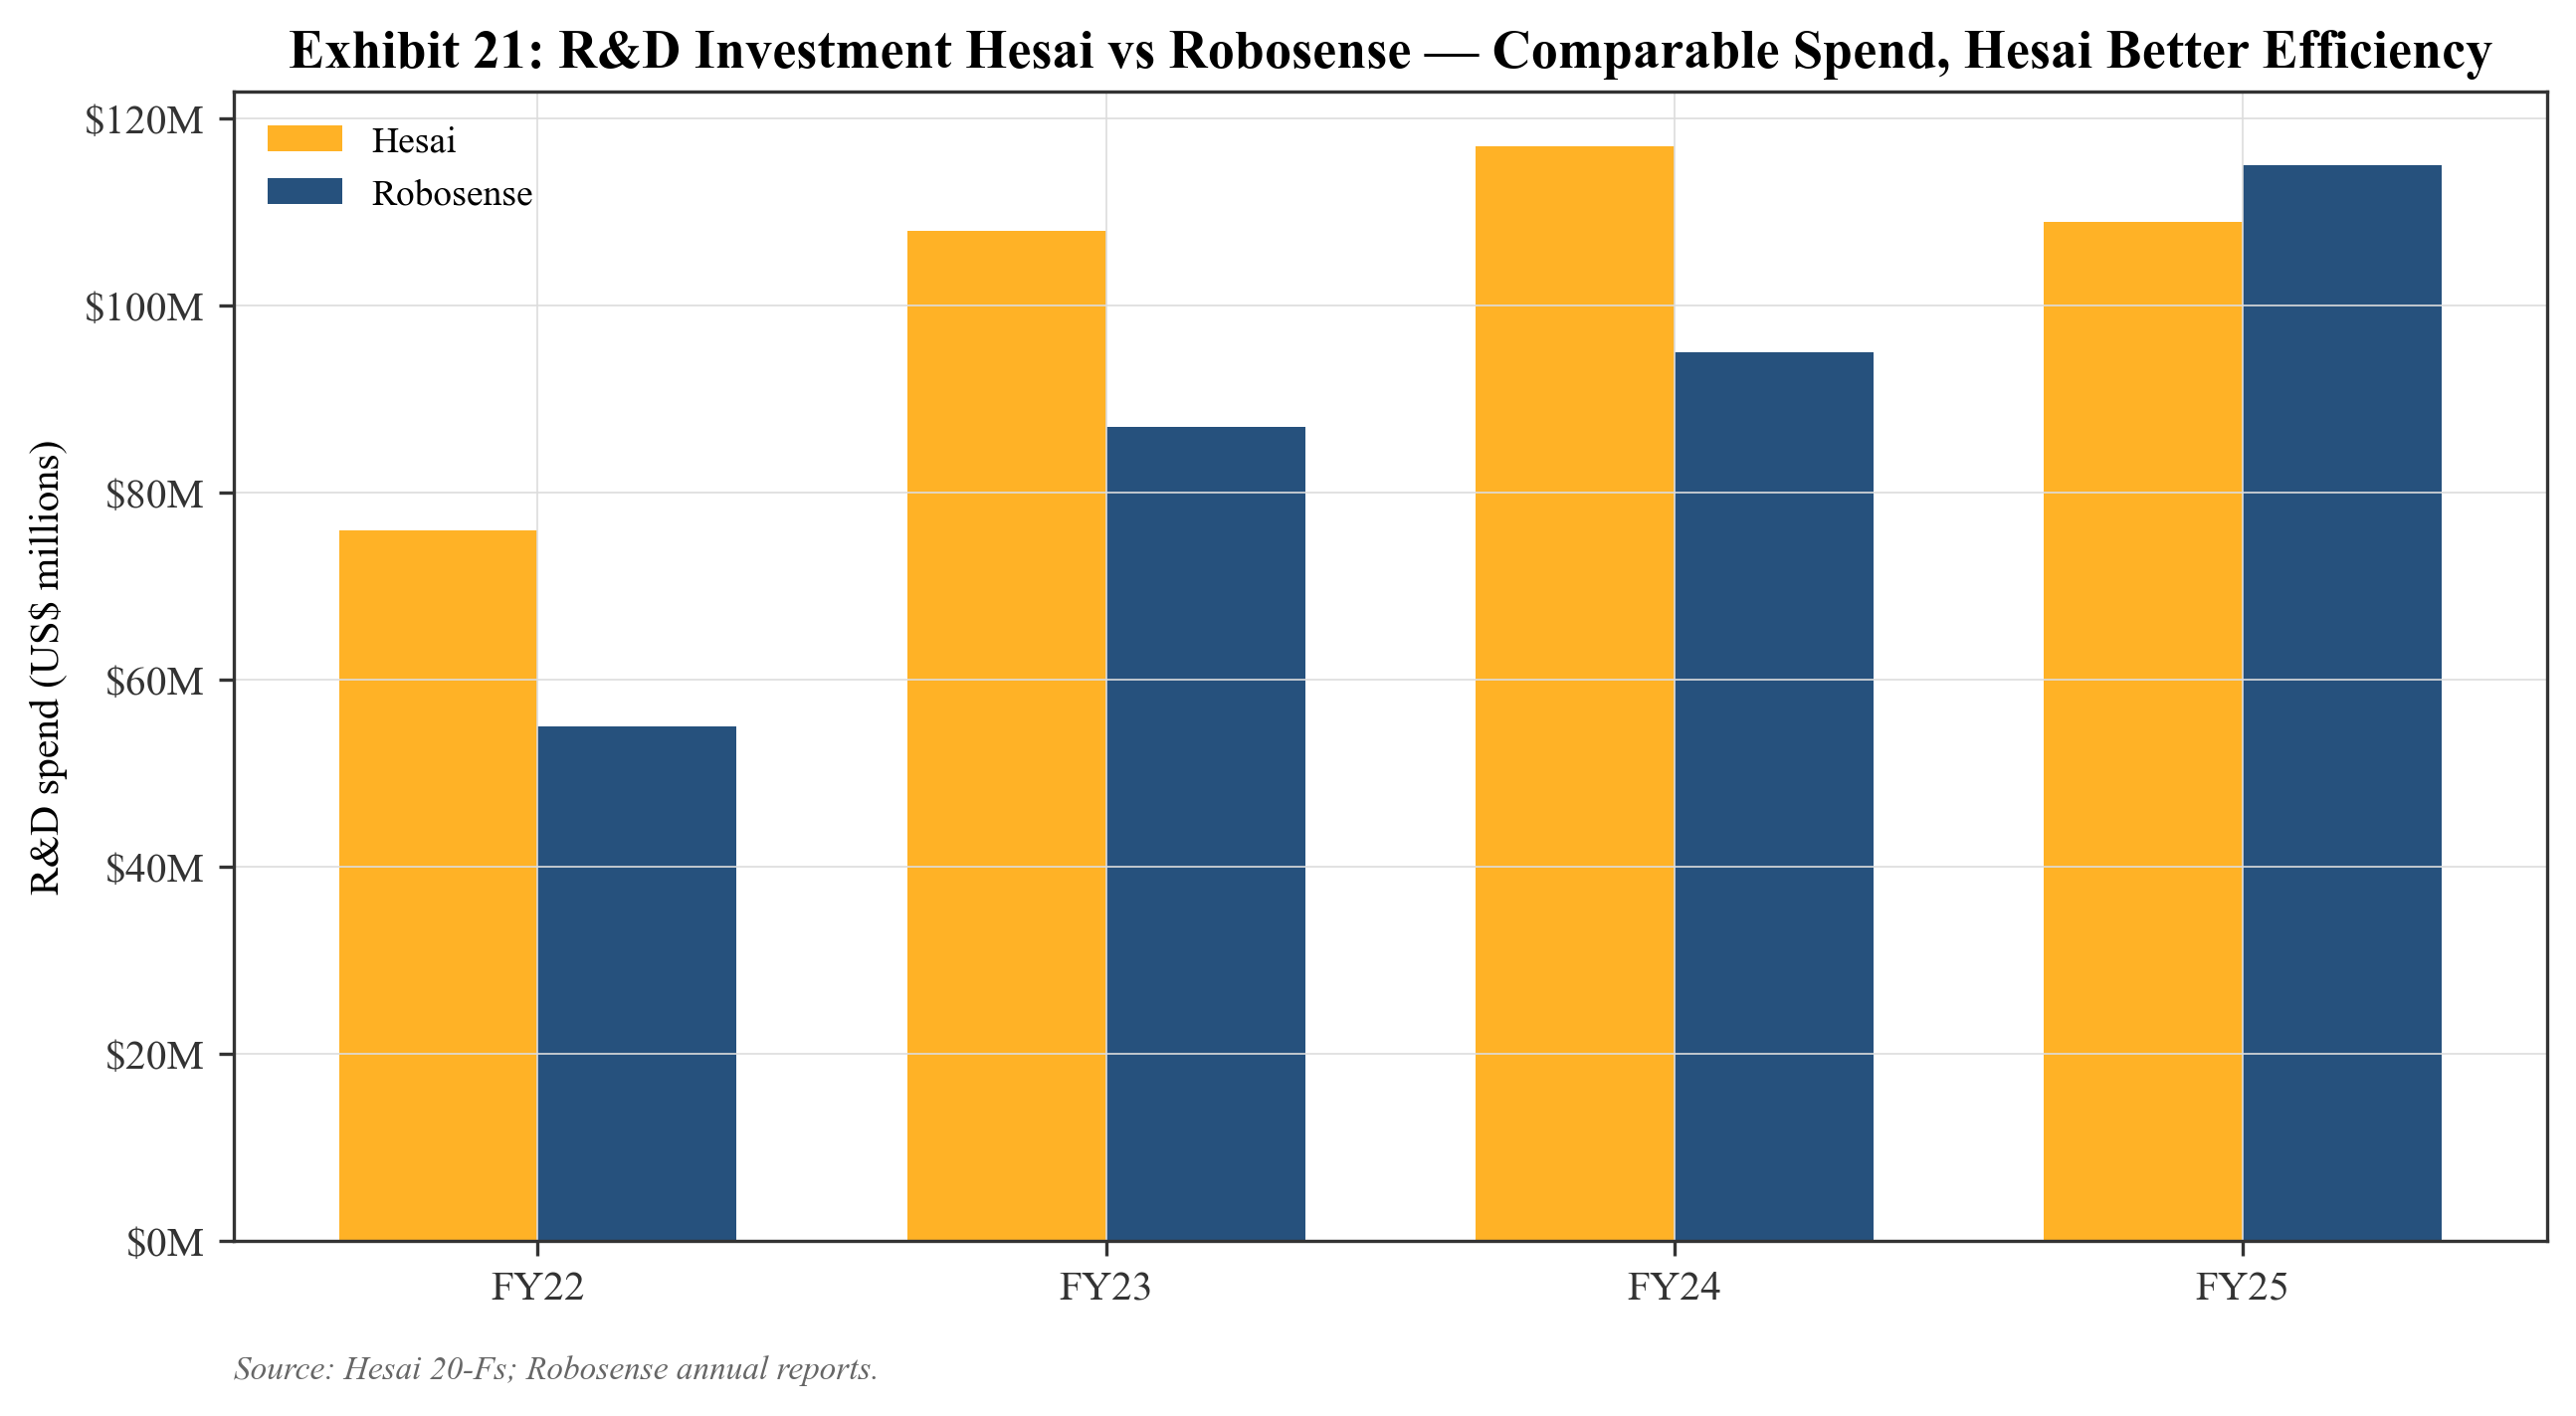 Exhibit 21: R&D Investment Hesai vs Robosense — Comparable Spend, Hesai Better Efficiency
Hesai
Robosense
R&D spend (US$ millions)
$120M
$100M
$80M
$60M
$40M
$20M
$0M
FY22
FY23
FY24
FY25
Source: Hesai 20-Fs; Robosense annual reports.